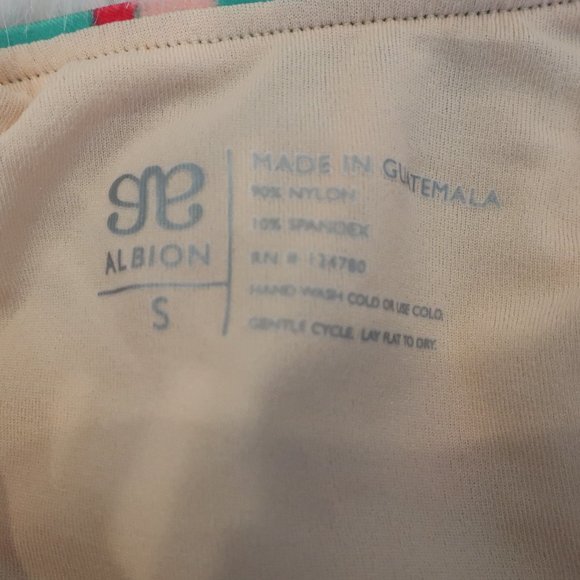 ALBION
S
MADE IN GUATEMALA
90% NYLON
10% SPANDEX
RN # 124780
HAND WASH COLD OR USE COLD
GENTLE CYCLE. LAY FLAT TO DRY.